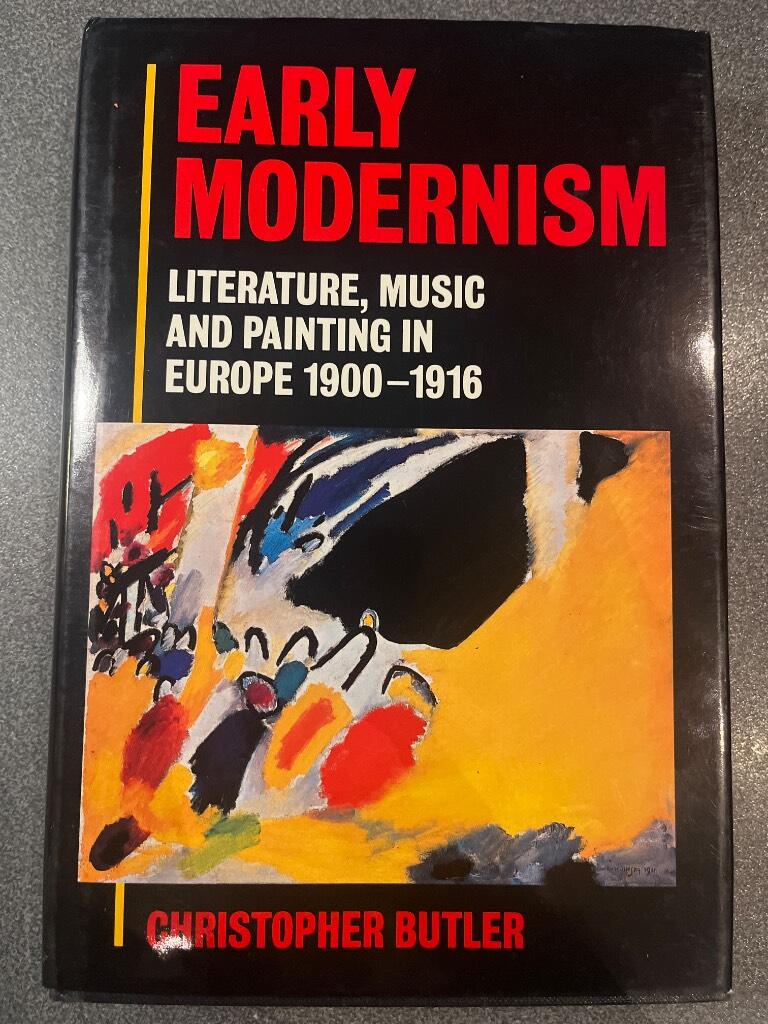 EARLY
MODERNISM
LITERATURE, MUSIC
AND PAINTING IN
EUROPE 1900–1916
CHRISTOPHER BUTLER